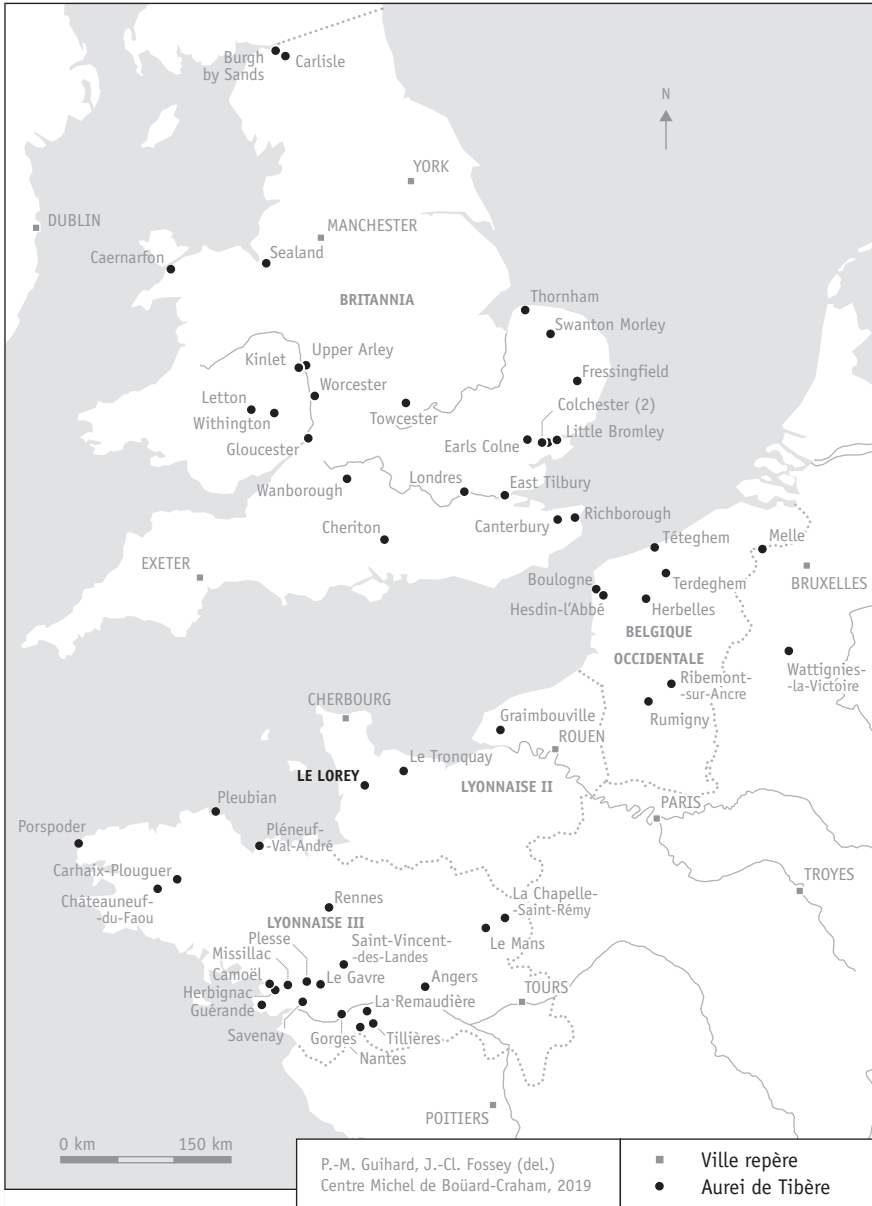 Burgh
by Sands
Carlisle
N
YORK
DUBLIN
MANCHESTER
Caernarfon
Sealand
BRITANNIA
Thornham
Swanton Morley
Kinlet
Upper Arley
Fressingfield
Letton
Worcester
Withington
Towcester
Colchester (2)
Gloucester
Earls Colne
Little Bromley
Wanborough
Londres
East Tilbury
Cheriton
Canterbury
Richborough
EXETER
Téteghem
Melle
Boulogne
Terdeghem
BRUXELLES
Hesdin-l'Abbé
Herbelles
BELGIQUE
OCCIDENTALE
Wattignies-
-la-Victoire
Ribemont-
-sur-Ancre
Rumigny
CHERBOURG
Graimbouville
ROUEN
Le Tronquay
LE LOREY
LYONNAISE II
PARIS
Pleubian
Porspoder
Pléneuf-
-Val-André
TROYES
Carhaix-Plouguer
Châteauneuf-
-du-Faou
Rennes
La Chapelle-
-Saint-Rémy
LYONNAISE III
Le Mans
Plesse
Saint-Vincent-
-des-Landes
Missillac
Camoël
Le Gavre
Angers
Herbignac
Guérande
La Remaudière
TOURS
Savenay
Gorges
Tillières
Nantes
POITIERS
0 km 150 km
P.-M. Guihard, J.-Cl. Fossey (del.)
Centre Michel de Boüard-Craham, 2019
Ville repère
Aurei de Tibère